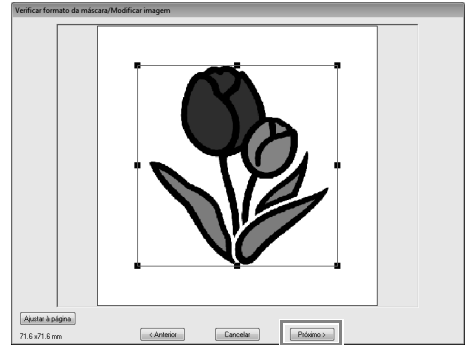 Verificar formato da máscara/Modificar imagem
Ajustar à página
71.6 x71.6 mm
< Anterior
Cancelar
Próximo >